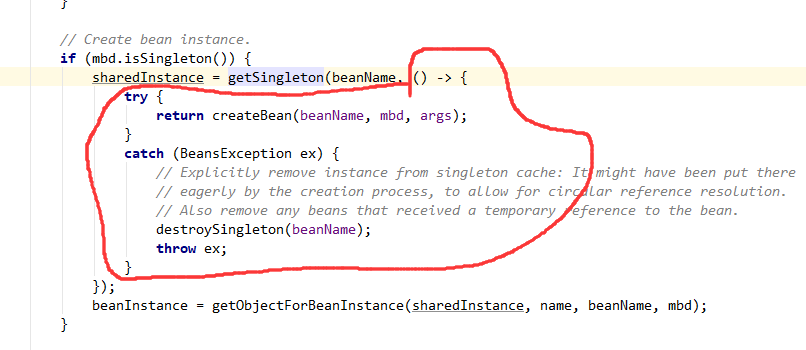 }
// Create bean instance.
if (mbd.isSingleton()) {
sharedInstance = getSingleton(beanName, () -> {
try {
return createBean(beanName, mbd, args);
}
catch (BeansException ex) {
// Explicitly remove instance from singleton cache: It might have been put there
// eagerly by the creation process, to allow for circular reference resolution.
// Also remove any beans that received a temporary reference to the bean.
destroySingleton(beanName);
throw ex;
}
});
beanInstance = getObjectForBeanInstance(sharedInstance, name, beanName, mbd);
}